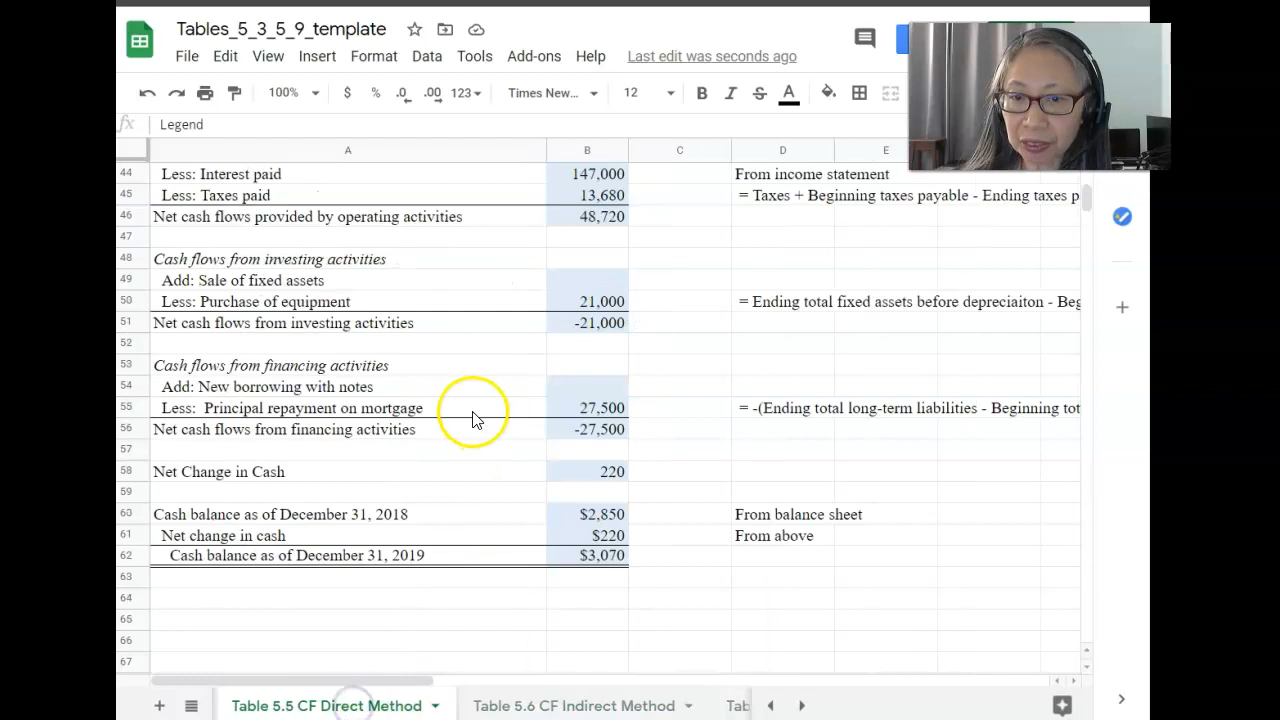 Tables_5_3_5_9_template
File Edit View Insert Format Data Tools Add-ons Help Last edit was seconds ago
100% $ % .0 .00 123 Times New... 12 B I S A
fx Legend
A B C D E
44 Less: Interest paid 147,000 From income statement
45 Less: Taxes paid 13,680 = Taxes + Beginning taxes payable - Ending taxes p
46 Net cash flows provided by operating activities 48,720
47
48 Cash flows from investing activities
49 Add: Sale of fixed assets
50 Less: Purchase of equipment 21,000 = Ending total fixed assets before depreciaiton - Beg
51 Net cash flows from investing activities -21,000
52
53 Cash flows from financing activities
54 Add: New borrowing with notes
55 Less: Principal repayment on mortgage 27,500 = -(Ending total long-term liabilities - Beginning tot
56 Net cash flows from financing activities -27,500
57
58 Net Change in Cash 220
59
60 Cash balance as of December 31, 2018 $2,850 From balance sheet
61 Net change in cash $220 From above
62 Cash balance as of December 31, 2019 $3,070
63
64
65
66
67
Table 5.5 CF Direct Method Table 5.6 CF Indirect Method Tab